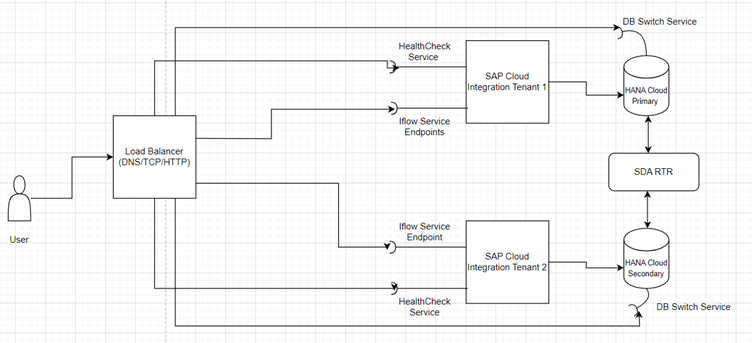 DB Switch Service
HealthCheck
Service
SAP Cloud
Integration Tenant 1
HANA Cloud
Primary
Iflow Service
Endpoints
Load Balancer
(DNS/TCP/HTTP)
SDA RTR
User
Iflow Service
Endpoint
SAP Cloud
Integration Tenant 2
HANA Cloud
Secondary
HealthCheck
Service
DB Switch Service